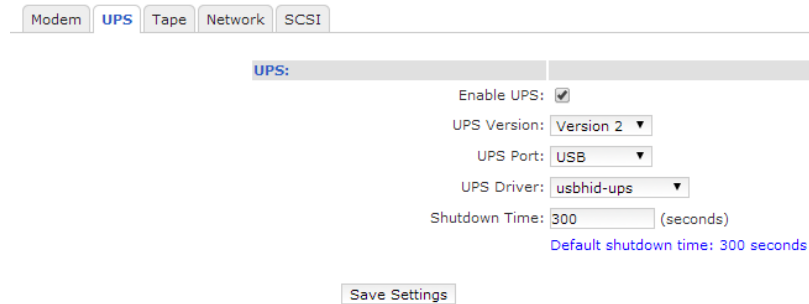 Modem UPS Tape Network SCSI
UPS:
Enable UPS:
UPS Version: Version 2
UPS Port: USB
UPS Driver: usbhid-ups
Shutdown Time: 300 (seconds)
Default shutdown time: 300 seconds
Save Settings